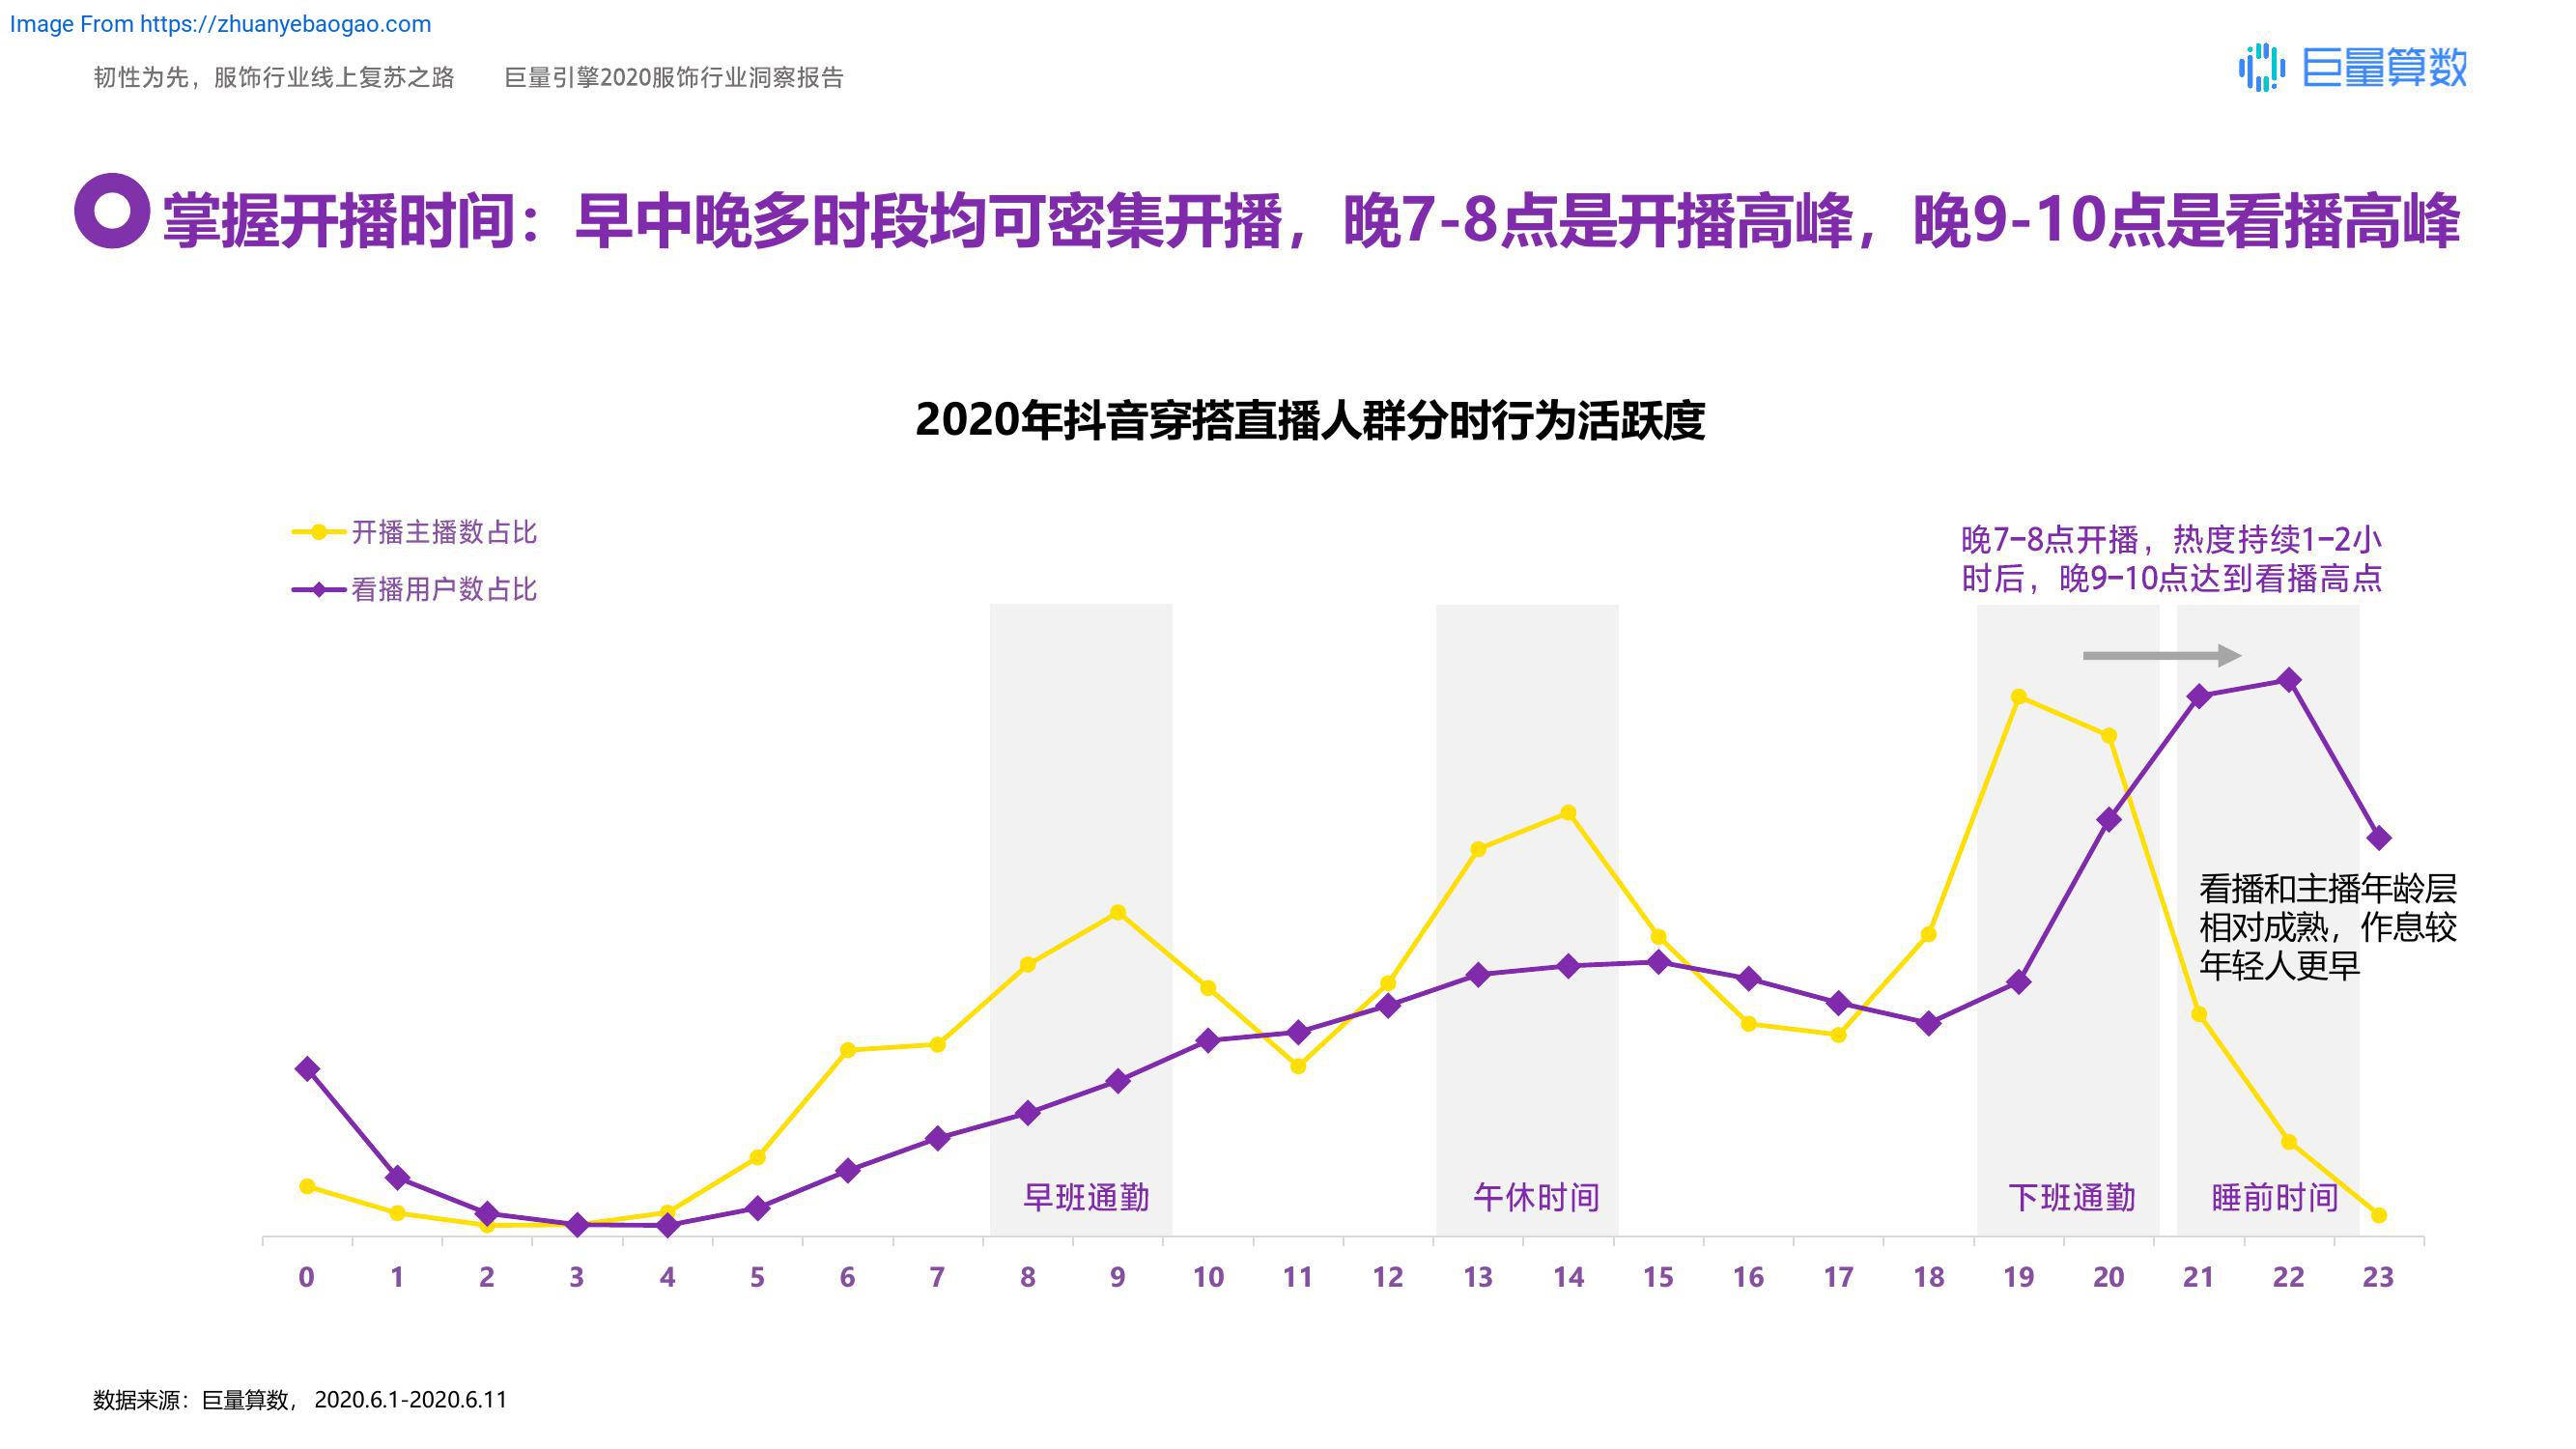 Image From https://zhuanyebaogao.com
韧性为先，服饰行业线上复苏之路 巨量引擎2020服饰行业洞察报告
巨量算数
掌握开播时间：早中晚多时段均可密集开播，晚7-8点是开播高峰，晚9-10点是看播高峰
2020年抖音穿搭直播人群分时行为活跃度
开播主播数占比
看播用户数占比
晚7-8点开播，热度持续1-2小
时后，晚9-10点达到看播高点
看播和主播年龄层
相对成熟，作息较
年轻人更早
早班通勤 午休时间 下班通勤 睡前时间
0 1 2 3 4 5 6 7 8 9 10 11 12 13 14 15 16 17 18 19 20 21 22 23
数据来源：巨量算数，2020.6.1-2020.6.11